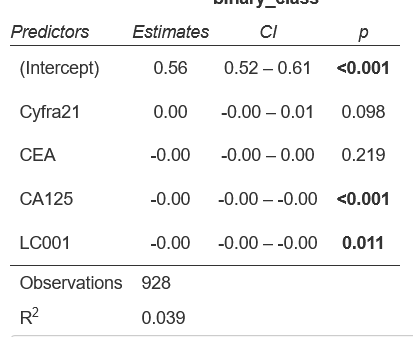 binary_class
Predictors Estimates CI p
(Intercept) 0.56 0.52 – 0.61 <0.001
Cyfra21 0.00 -0.00 – 0.01 0.098
CEA -0.00 -0.00 – 0.00 0.219
CA125 -0.00 -0.00 – -0.00 <0.001
LC001 -0.00 -0.00 – -0.00 0.011
Observations 928
R² 0.039